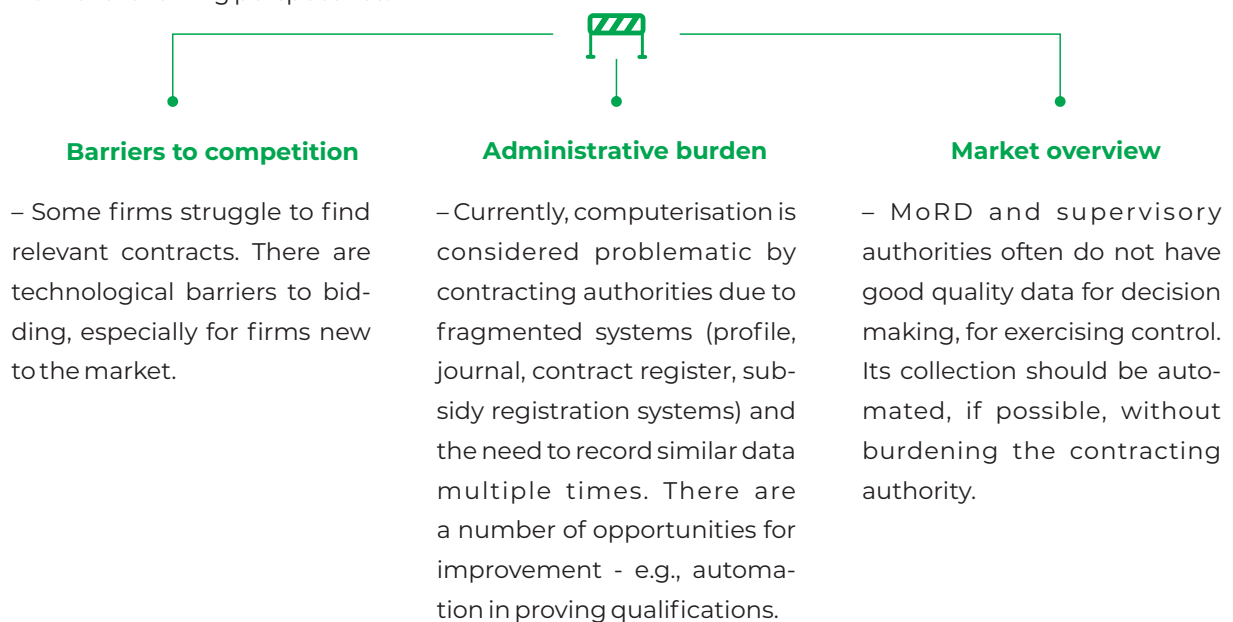 Barriers to competition
– Some firms struggle to find
relevant contracts. There are
technological barriers to bid-
ding, especially for firms new
to the market.
Administrative burden
– Currently, computerisation is
considered problematic by
contracting authorities due to
fragmented systems (profile,
journal, contract register, sub-
sidy registration systems) and
the need to record similar data
multiple times. There are
a number of opportunities for
improvement - e.g., automa-
tion in proving qualifications.
Market overview
– MoRD and supervisory
authorities often do not have
good quality data for decision
making, for exercising control.
Its collection should be auto-
mated, if possible, without
burdening the contracting
authority.